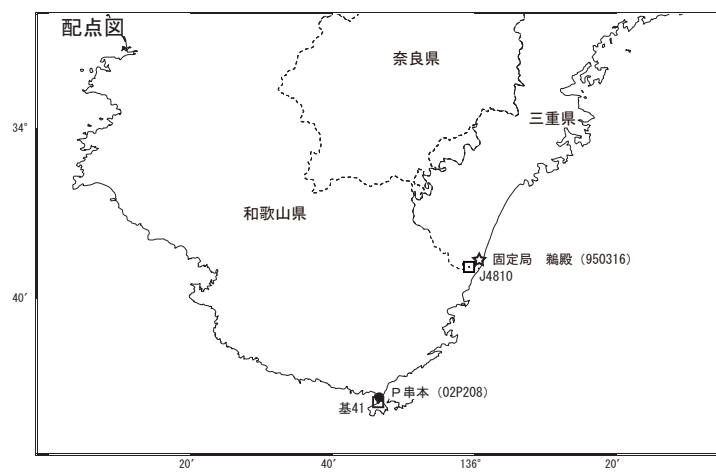 配点図
奈良県
三重県
34°
和歌山県
固定局　鵜殿（950316）
J4810
40′
Ｐ串本（02P208）
基41
20′
40′
136°
20′